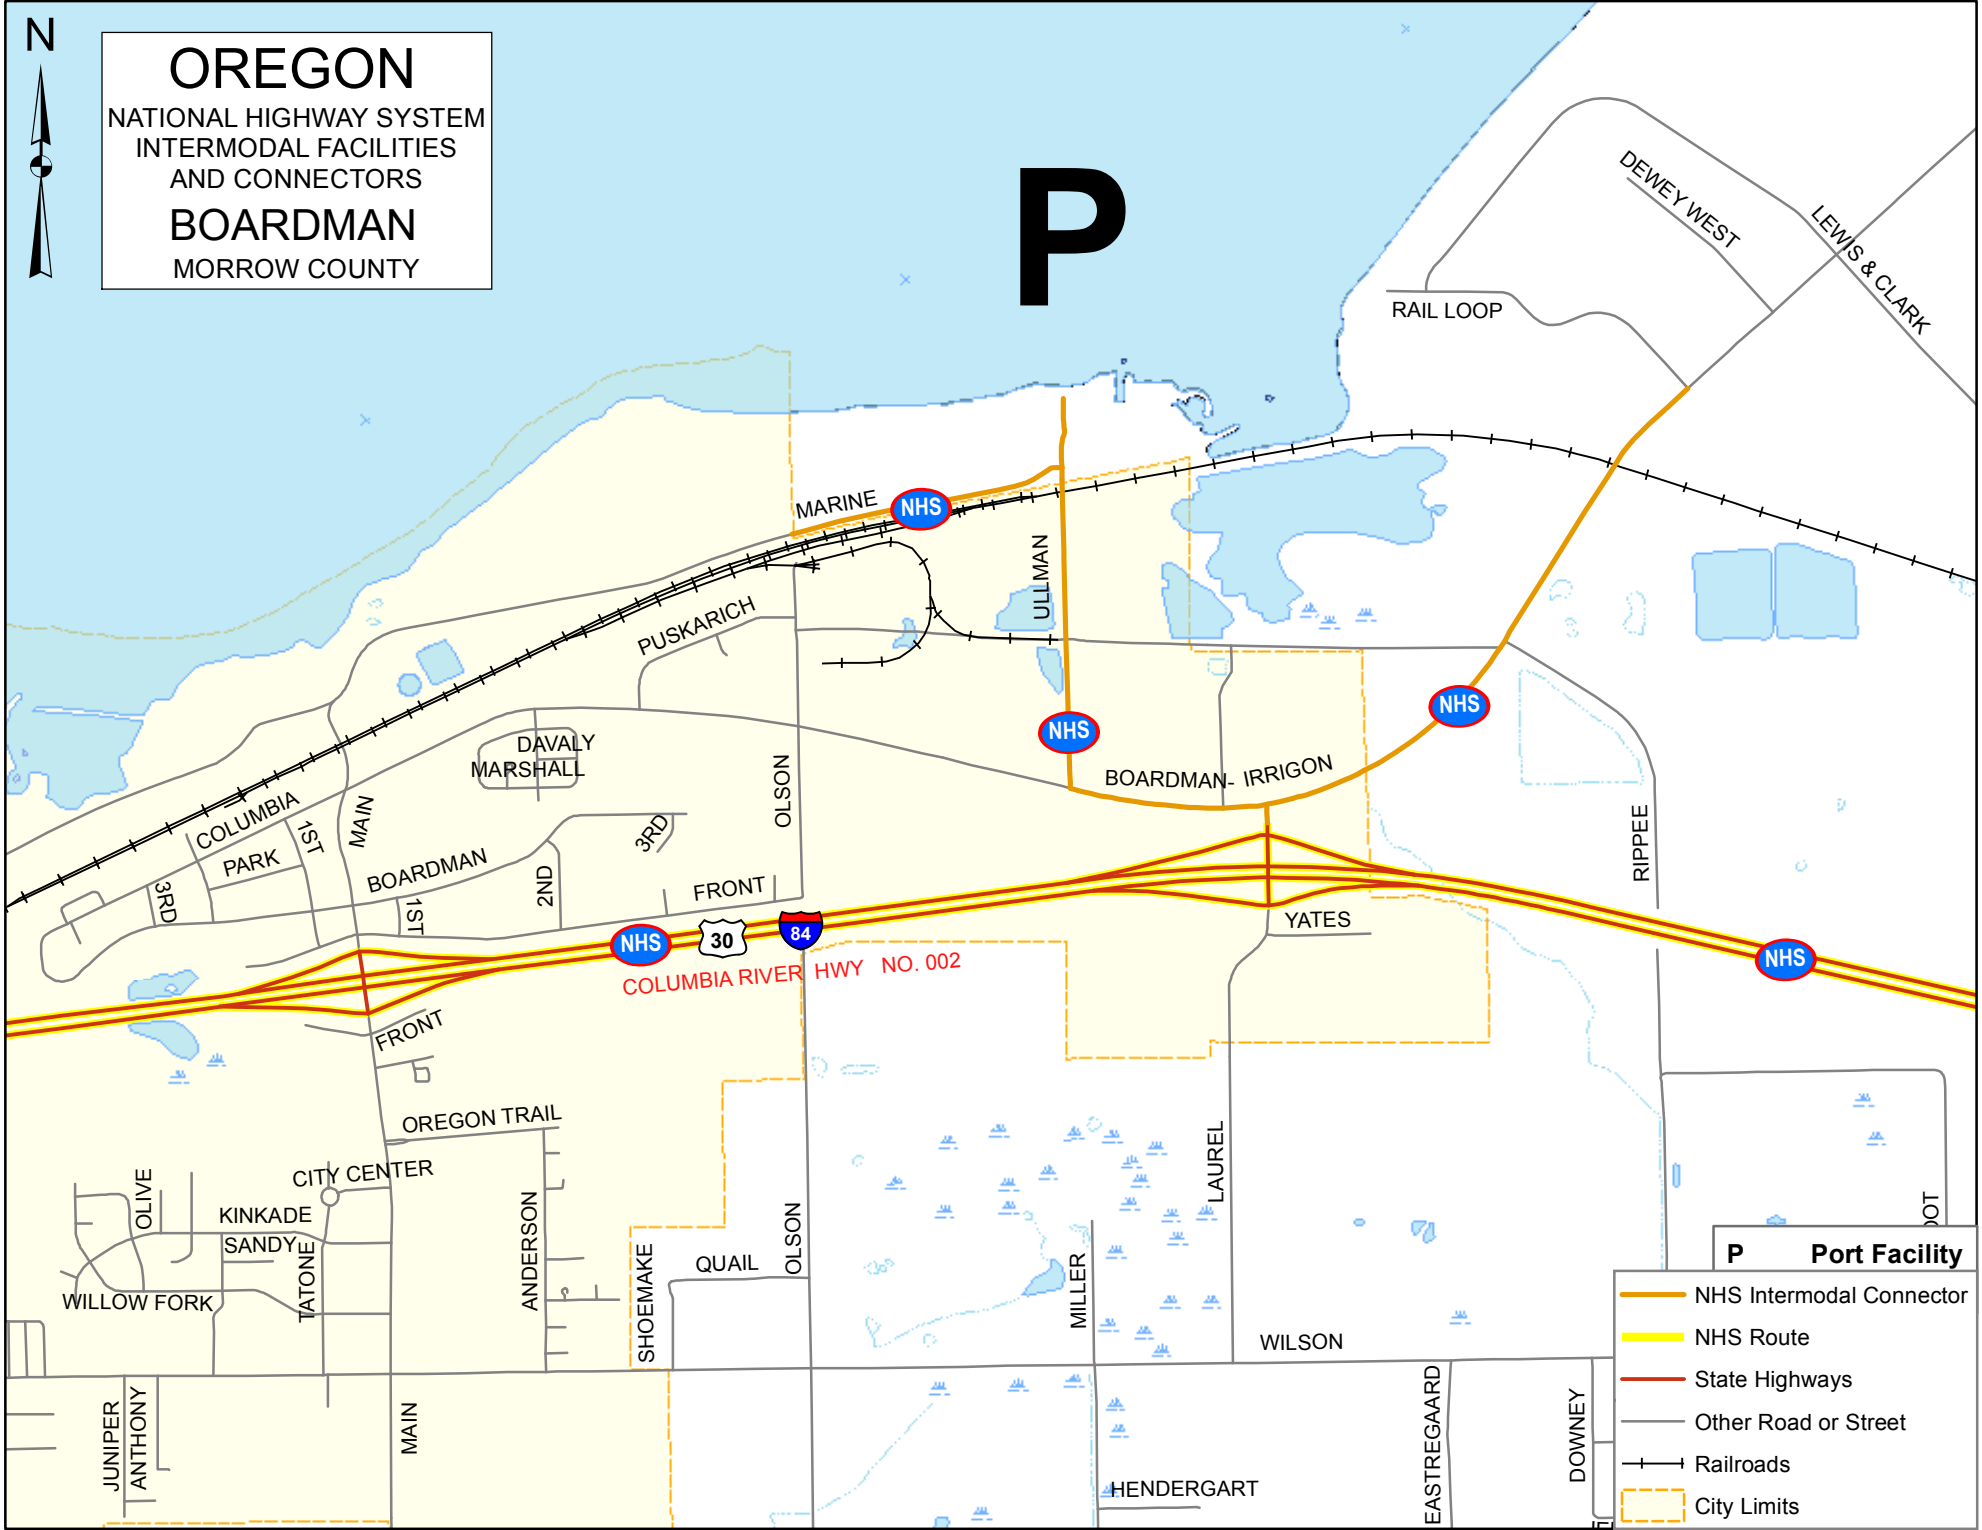 N
OREGON
NATIONAL HIGHWAY SYSTEM
INTERMODAL FACILITIES
AND CONNECTORS
BOARDMAN
MORROW COUNTY
P
DEWEY WEST
LEWIS & CLARK
RAIL LOOP
MARINE
NHS
ULLMAN
PUSKARICH
NHS
NHS
DAVALY
MARSHALL
OLSON
BOARDMAN- IRRIGON
COLUMBIA
1ST
MAIN
PARK
3RD
BOARDMAN
2ND
3RD
1ST
FRONT
RIPPEE
YATES
NHS
30
84
NHS
COLUMBIA RIVER HWY NO. 002
FRONT
OREGON TRAIL
CITY CENTER
OLIVE
KINKADE
SANDY
TATONE
WILLOW FORK
ANDERSON
SHOEMAKE
QUAIL
OLSON
MILLER
LAUREL
WILSON
JUNIPER
ANTHONY
MAIN
HENDERGART
EASTREGAARD
DOWNEY
P Port Facility
NHS Intermodal Connector
NHS Route
State Highways
Other Road or Street
Railroads
City Limits